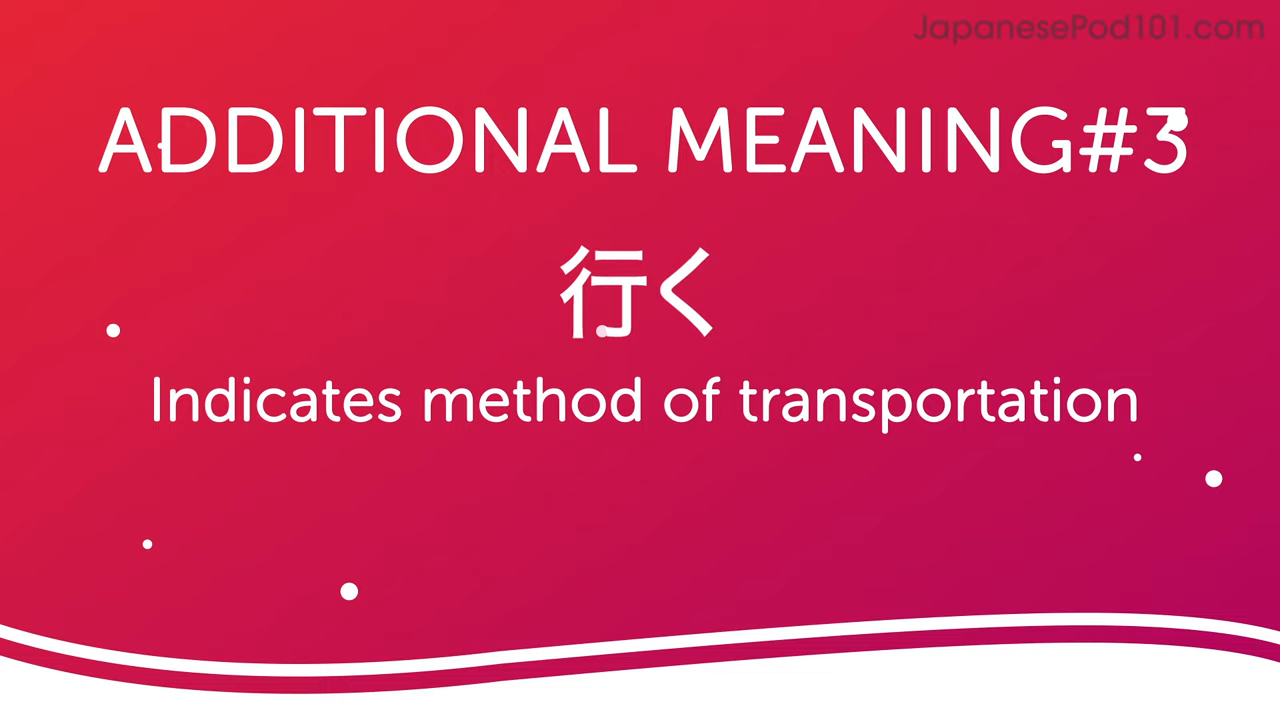 JapanesePod101.com
ADDITIONAL MEANING#3
行く
Indicates method of transportation